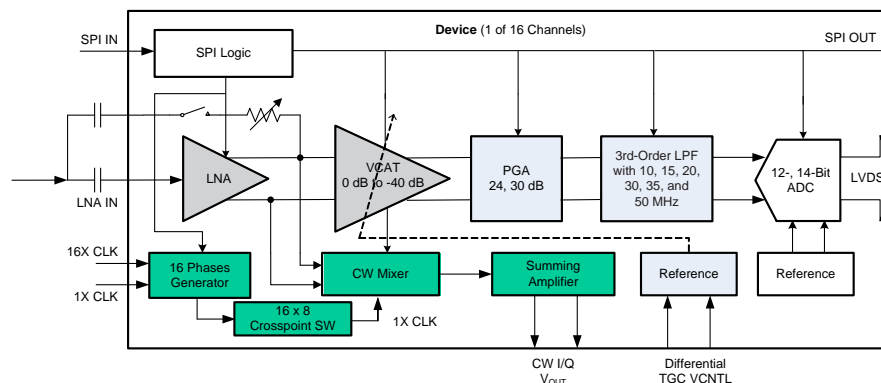 Device (1 of 16 Channels)
SPI IN
SPI Logic
SPI OUT
LNA
LNA IN
VCAT
0 dB to -40 dB
PGA
24, 30 dB
3rd-Order LPF
with 10, 15, 20,
30, 35, and
50 MHz
12-, 14-Bit
ADC
LVDS
16X CLK
1X CLK
16 Phases
Generator
CW Mixer
Summing
Amplifier
Reference
Reference
16 x 8
Crosspoint SW
1X CLK
CW I/Q
VOUT
Differential
TGC VCNTL